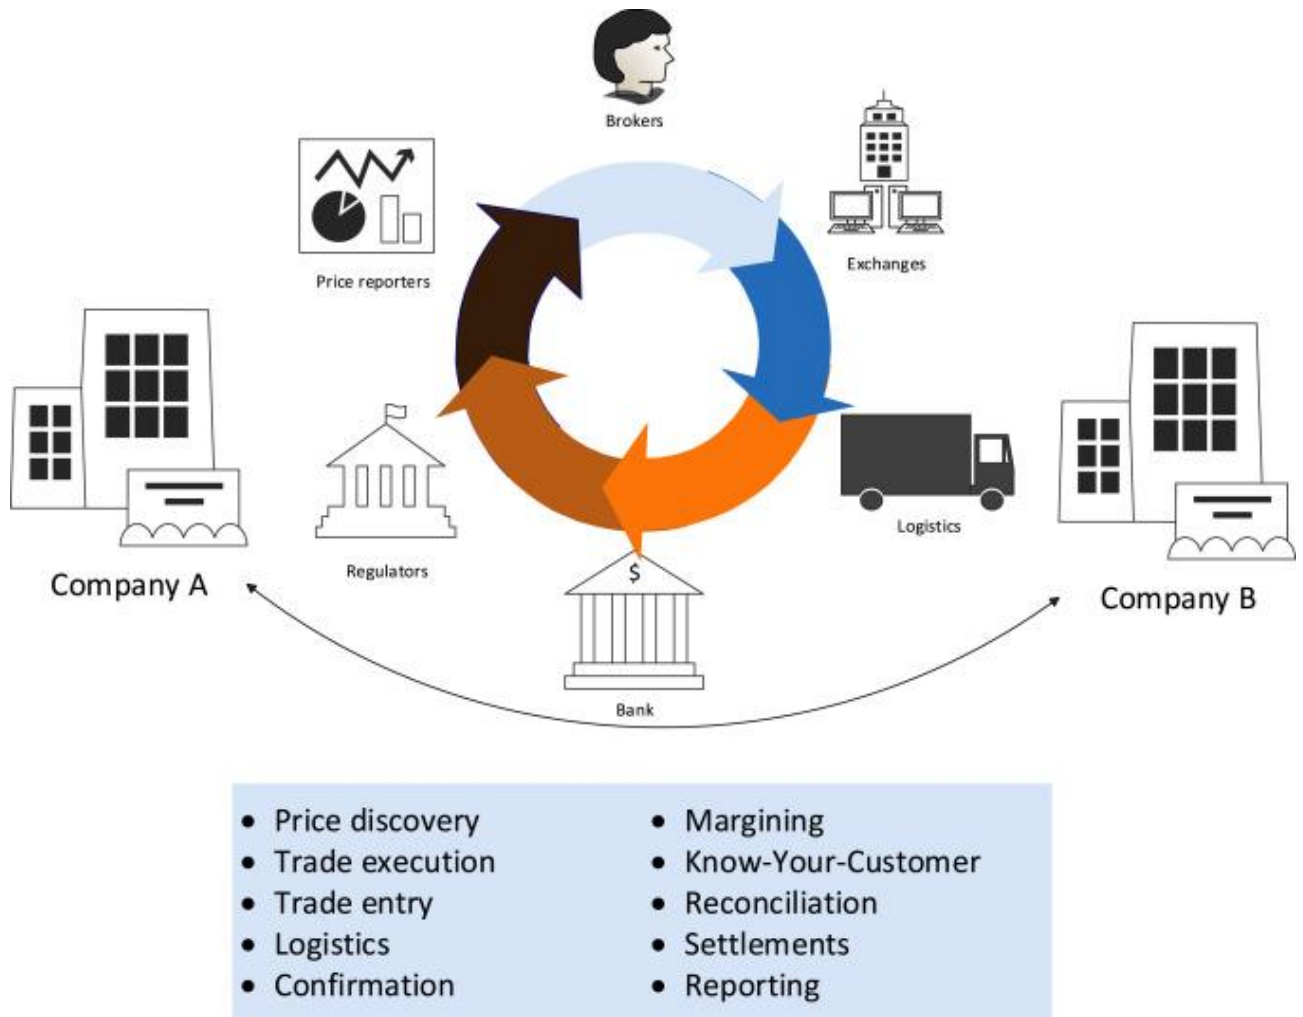 Brokers
Exchanges
Price reporters
Logistics
Regulators
Company A
Company B
$
Bank
• Price discovery
• Trade execution
• Trade entry
• Logistics
• Confirmation
• Margining
• Know-Your-Customer
• Reconciliation
• Settlements
• Reporting